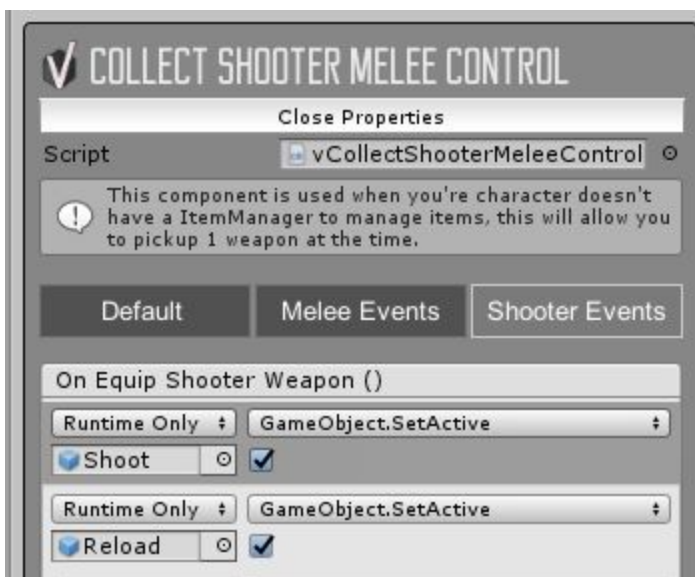 COLLECT SHOOTER MELEE CONTROL
Close Properties
Script vCollectShooterMeleeControl
This component is used when you're character doesn't
have a ItemManager to manage items, this will allow you
to pickup 1 weapon at the time.
Default Melee Events Shooter Events
On Equip Shooter Weapon ()
Runtime Only GameObject.SetActive
Shoot
Runtime Only GameObject.SetActive
Reload